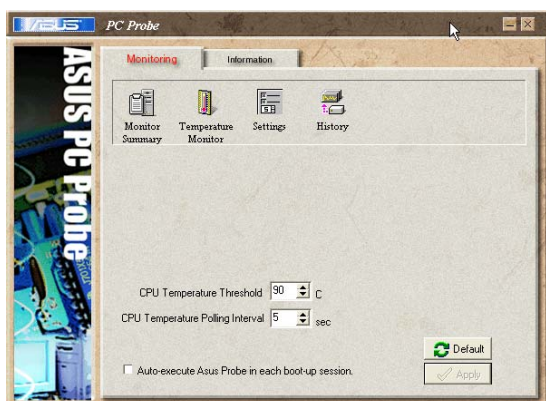 ASUS
PC Probe
ASUS PC Probe
Monitoring
Information
Monitor Summary
Temperature Monitor
Settings
History
CPU Temperature Threshold 90 C
CPU Temperature Polling Interval 5 sec
Default
Auto-execute Asus Probe in each boot-up session.
Apply